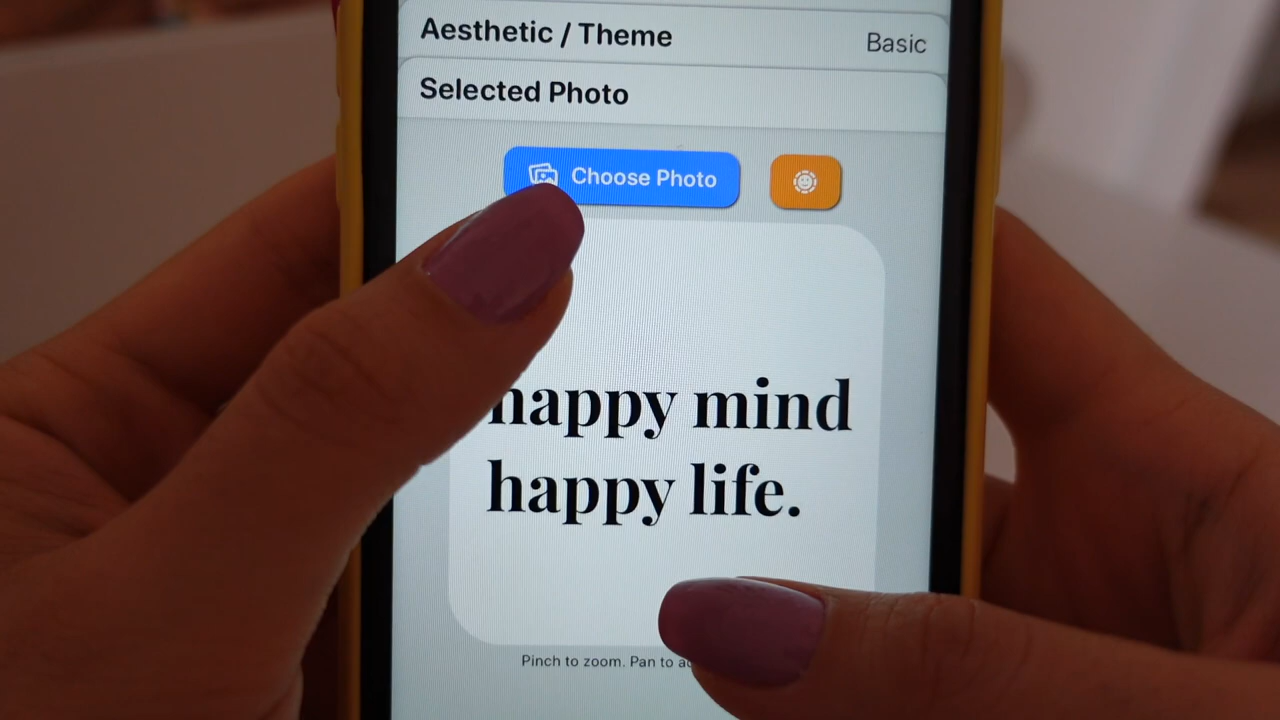 Aesthetic / Theme Basic
Selected Photo
Choose Photo
happy mind
happy life.
Pinch to zoom. Pan to